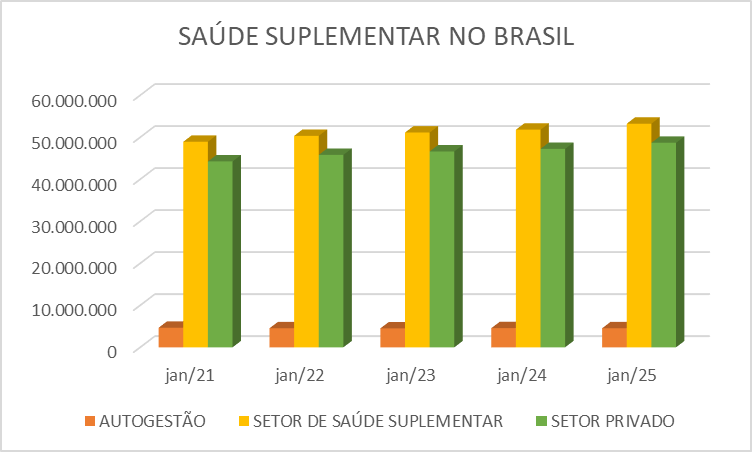 SAÚDE SUPLEMENTAR NO BRASIL
60.000.000
50.000.000
40.000.000
30.000.000
20.000.000
10.000.000
0
jan/21 jan/22 jan/23 jan/24 jan/25
AUTOGESTÃO SETOR DE SAÚDE SUPLEMENTAR SETOR PRIVADO